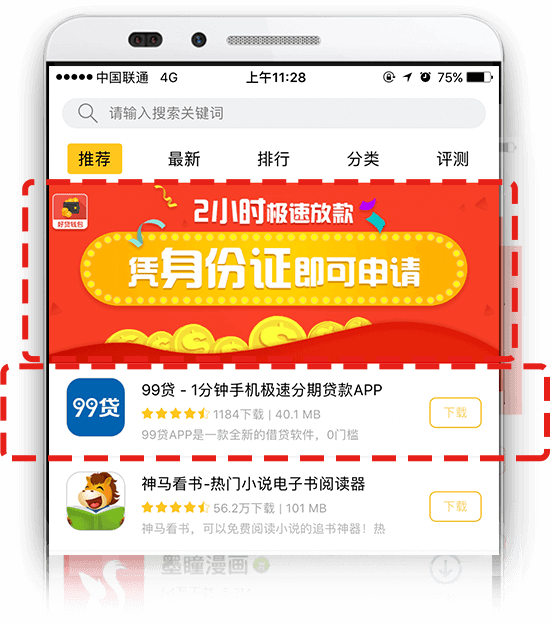 中国联通 4G 上午11:28 75%
请输入搜索关键词
推荐 最新 排行 分类 评测
好贷钱包
2小时极速放款
凭身份证即可申请
99贷 - 1分钟手机极速分期贷款APP
99贷
1184下载 | 40.1 MB
下载
99贷APP是一款全新的借贷软件，0门槛
神马看书-热门小说电子书阅读器
56.2万下载 | 101 MB
下载
神马看书，可以免费阅读小说的追书神器！热
墨瞳漫画